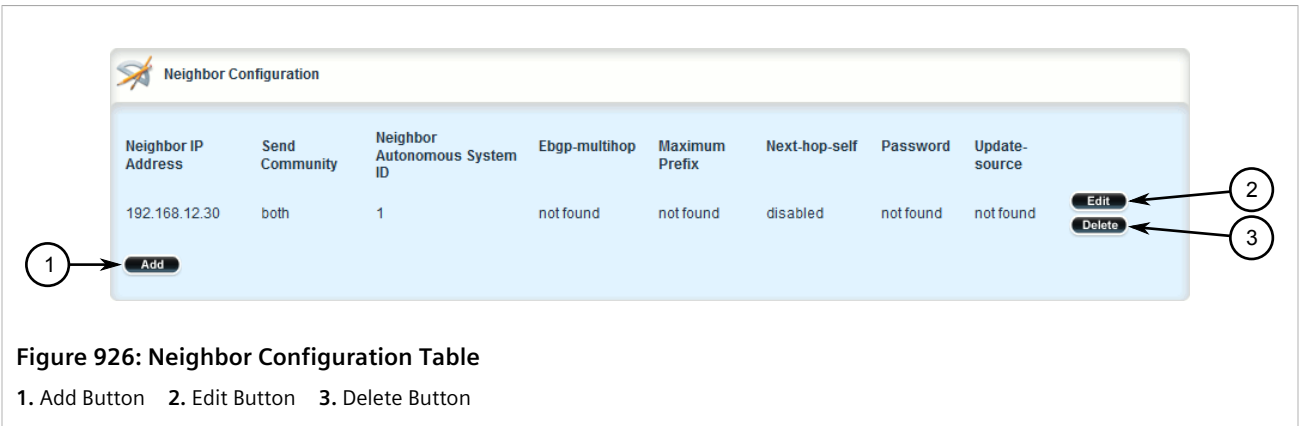 Neighbor Configuration
Neighbor IP Address
Send Community
Neighbor Autonomous System ID
Ebgp-multihop
Maximum Prefix
Next-hop-self
Password
Update-source
192.168.12.30 both 1 not found not found disabled not found not found
Edit
Delete
Add
1
2
3
Figure 926: Neighbor Configuration Table
1. Add Button 2. Edit Button 3. Delete Button